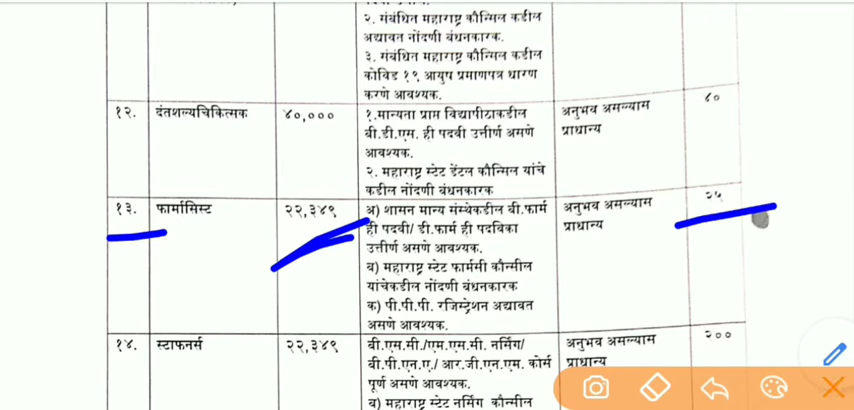 २. संबंधित महाराष्ट्र कौन्सिल कडील
अद्यावत नोंदणी बंधनकारक.
३. संबंधित महाराष्ट्र कौन्सिल कडील
कोविड १९ आयुष प्रमाणपत्र धारण
करणे आवश्यक.
१२. दंतशल्यचिकित्सक ४०,००० १.मान्यता प्राप्त विद्यापीठाकडील अनुभव असल्यास ८०
बी.डी.एम. ही पदवी उत्तीर्ण असणे प्राधान्य
आवश्यक.
२. महाराष्ट्र स्टेट डेंटल कौन्सिल यांचे
कडील नोंदणी बंधनकारक
१३. फार्मासिस्ट २२,३४९ अ) शासन मान्य संस्थेकडील बी.फार्म अनुभव असल्यास २५
ही पदवी/ डी.फार्म ही पदविका प्राधान्य
उत्तीर्ण असणे आवश्यक.
ब) महाराष्ट्र स्टेट फार्मसी कौन्सील
यांचेकडील नोंदणी बंधनकारक
क) पी.पी.पी. रजिस्ट्रेशन अद्यावत
असणे आवश्यक.
१४. स्टाफनर्स २२,३४९ बी.एस.सी./एम.एस.सी. नर्सिंग/ अनुभव असल्यास २००
बी.पी.एन.ए./ आर.जी.एन.एम. कोर्स प्राधान्य
पूर्ण असणे आवश्यक.
ब) महाराष्ट्र स्टेट नर्सिंग कौन्सील